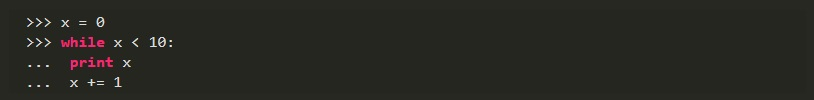 >>> x = 0
>>> while x < 10:
...  print x
...  x += 1